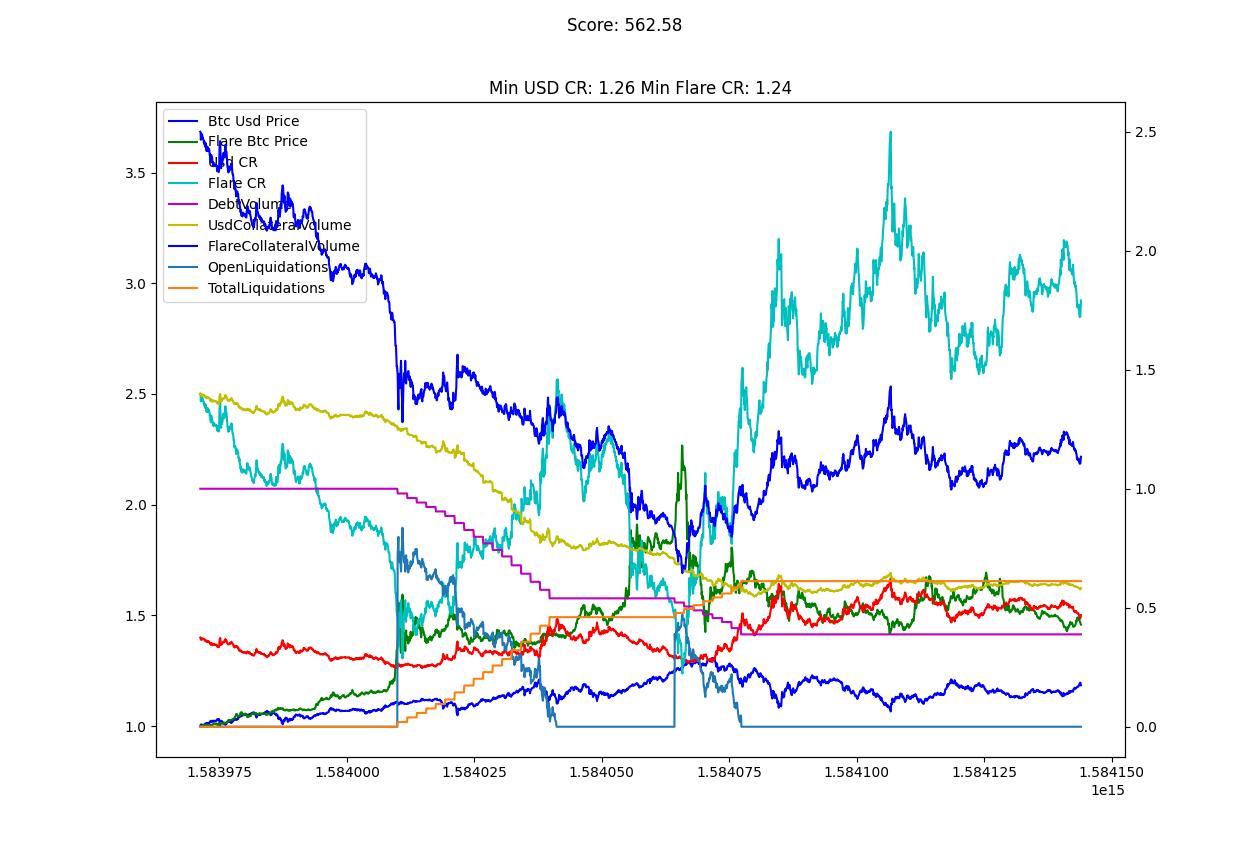 Score: 562.58
Min USD CR: 1.26 Min Flare CR: 1.24
Btc Usd Price
Flare Btc Price
Usd CR
Flare CR
DebtVolume
UsdCollateralVolume
FlareCollateralVolume
OpenLiquidations
TotalLiquidations
3.5
3.0
2.5
2.0
1.5
1.0
2.5
2.0
1.5
1.0
0.5
0.0
1.583975
1.584000
1.584025
1.584050
1.584075
1.584100
1.584125
1.584150
1e15